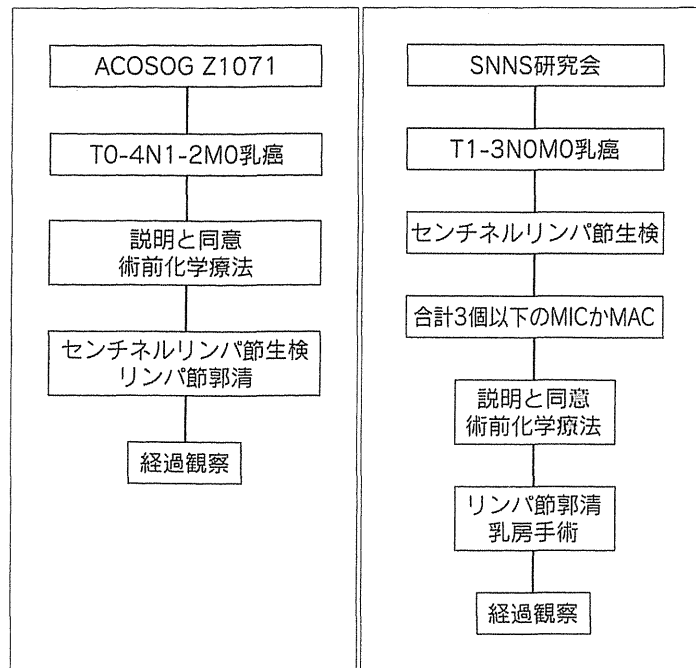 ACOSOG Z1071
T0-4N1-2M0乳癌
説明と同意
術前化学療法
センチネルリンパ節生検
リンパ節郭清
経過観察
SNNS研究会
T1-3N0M0乳癌
センチネルリンパ節生検
合計3個以下のMICかMAC
説明と同意
術前化学療法
リンパ節郭清
乳房手術
経過観察